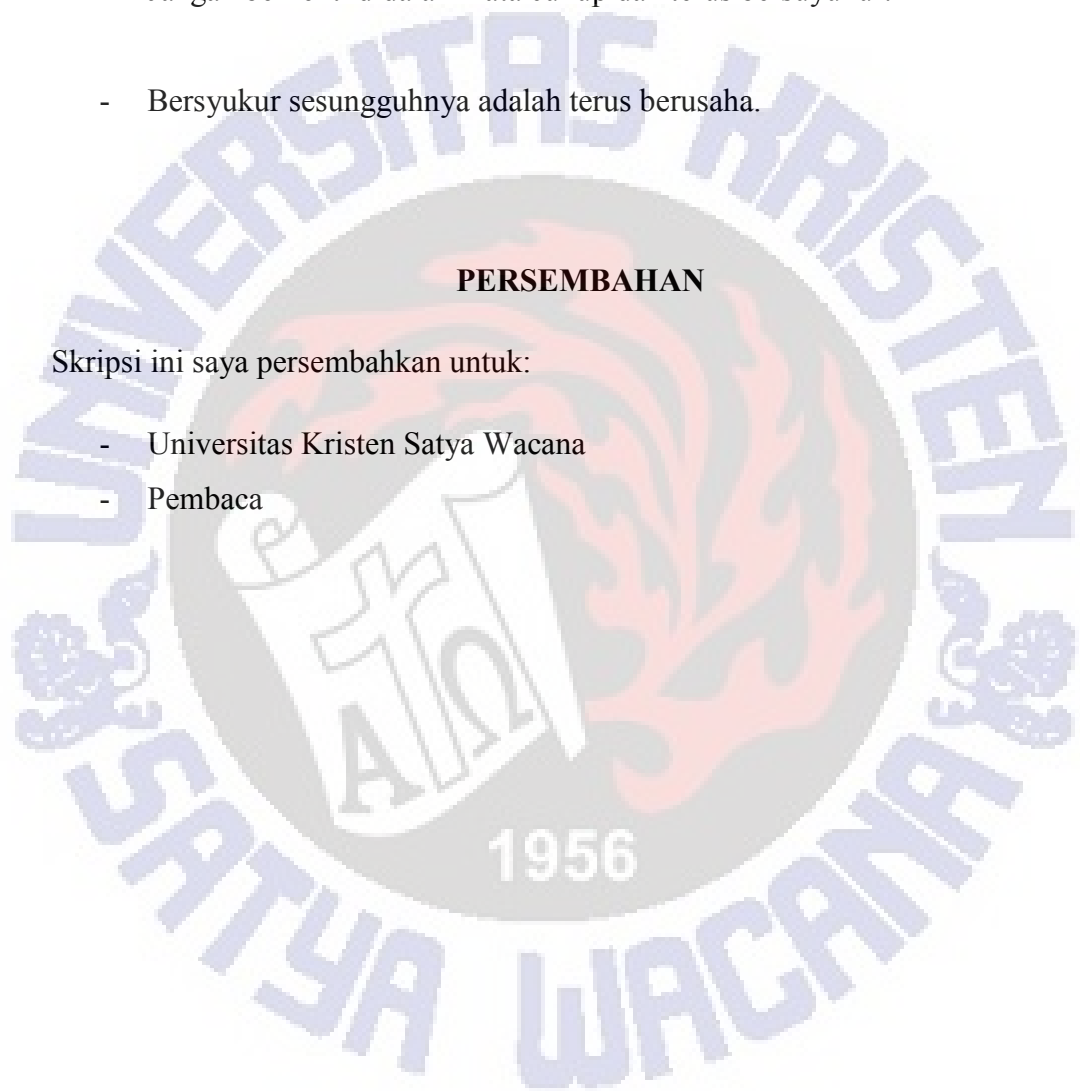 - Bersyukur sesungguhnya adalah terus berusaha.
PERSEMBAHAN
Skripsi ini saya persembahkan untuk:
- Universitas Kristen Satya Wacana
- Pembaca
UNIVERSITAS KRISTEN
SATYA WACANA
Α Ω
1956